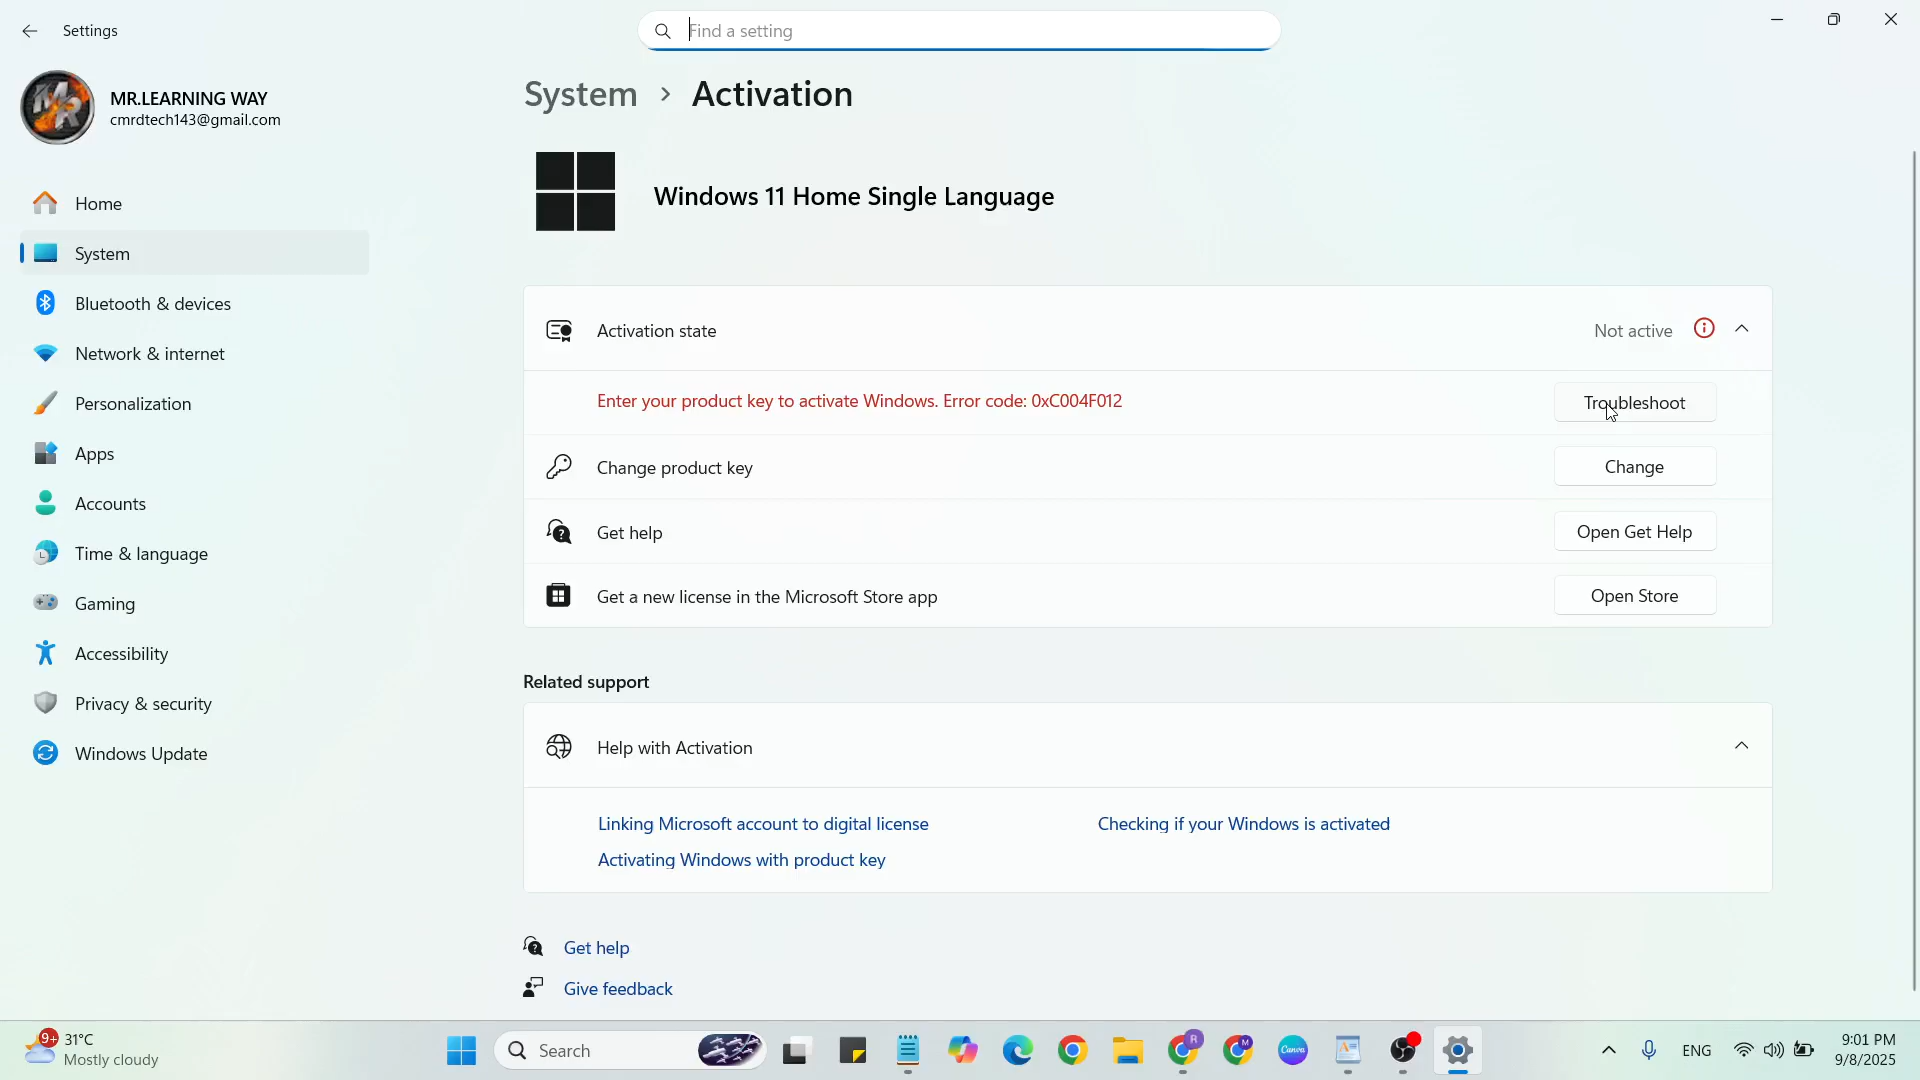 Settings
Find a setting
MR.LEARNING WAY
cmrdtech143@gmail.com
Home
System
Bluetooth & devices
Network & internet
Personalization
Apps
Accounts
Time & language
Gaming
Accessibility
Privacy & security
Windows Update
System > Activation
Windows 11 Home Single Language
Activation state
Not active
Enter your product key to activate Windows. Error code: 0xC004F012
Troubleshoot
Change product key
Change
Get help
Open Get Help
Get a new license in the Microsoft Store app
Open Store
Related support
Help with Activation
Linking Microsoft account to digital license
Checking if your Windows is activated
Activating Windows with product key
Get help
Give feedback
9+
31°C
Mostly cloudy
Search
R
M
Canva
ENG
9:01 PM
9/8/2025